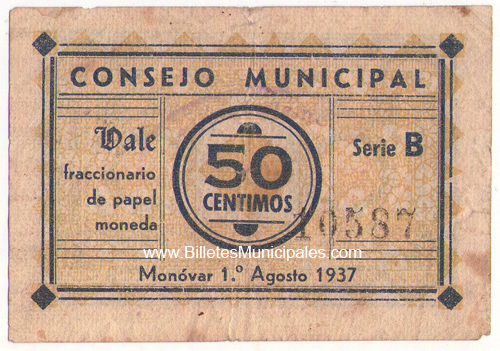 CONSEJO MUNICIPAL
Vale
fraccionario
de papel
moneda
50
CENTIMOS
Serie B
10587
www.BilletesMunicipales.com
Monóvar 1.º Agosto 1937